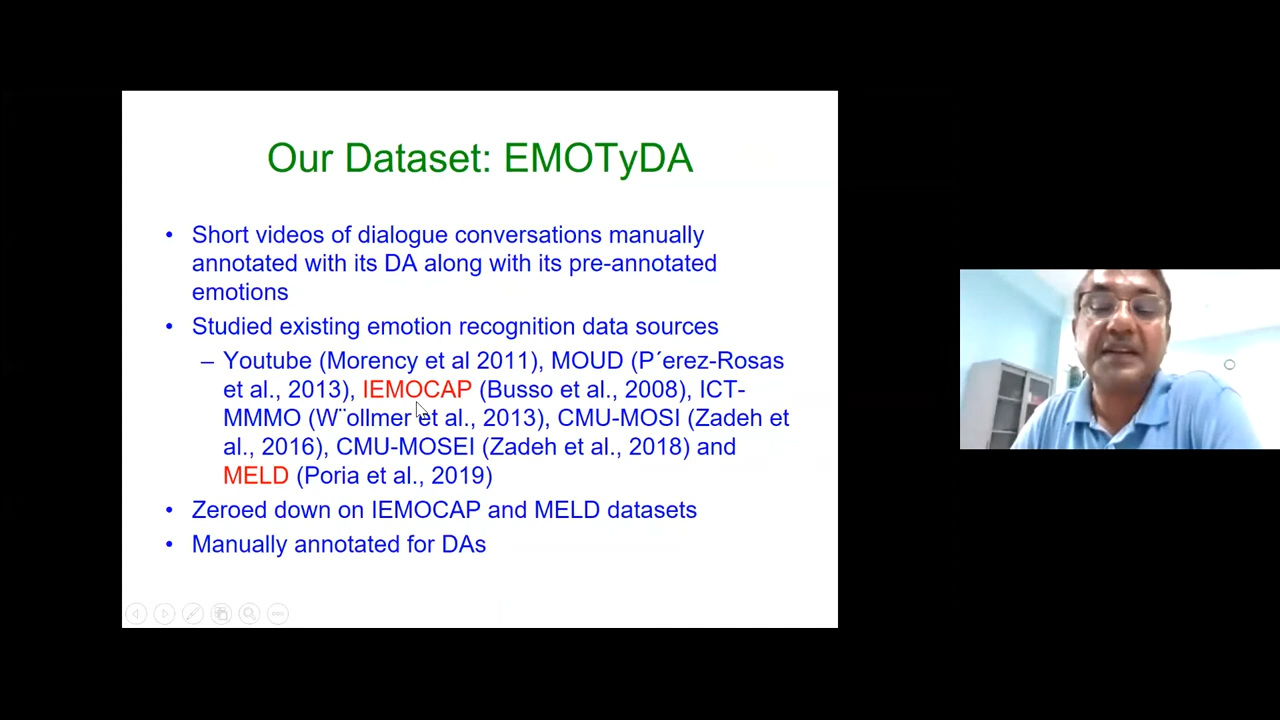 Our Dataset: EMOTyDA
• Short videos of dialogue conversations manually
annotated with its DA along with its pre-annotated
emotions
• Studied existing emotion recognition data sources
– Youtube (Morency et al 2011), MOUD (P´erez-Rosas
et al., 2013), IEMOCAP (Busso et al., 2008), ICT-
MMMO (W¨ollmer et al., 2013), CMU-MOSI (Zadeh et
al., 2016), CMU-MOSEI (Zadeh et al., 2018) and
MELD (Poria et al., 2019)
• Zeroed down on IEMOCAP and MELD datasets
• Manually annotated for DAs